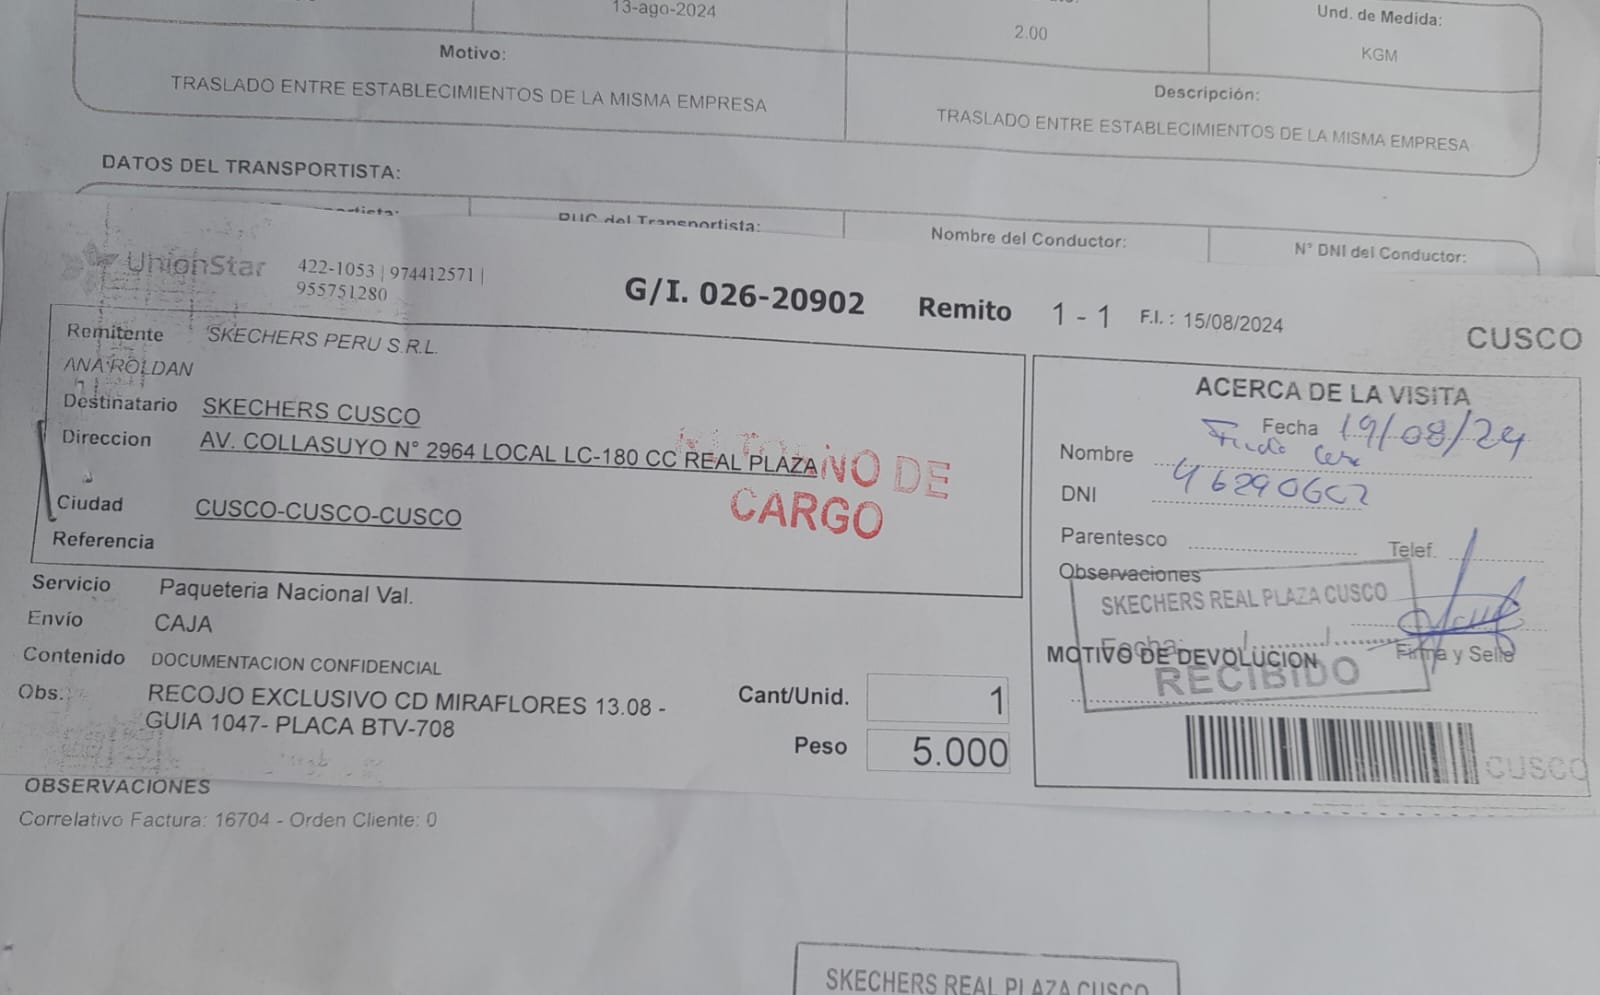 13-ago-2024
2.00
Und. de Medida:
KGM
Motivo:
TRASLADO ENTRE ESTABLECIMIENTOS DE LA MISMA EMPRESA
Descripción:
TRASLADO ENTRE ESTABLECIMIENTOS DE LA MISMA EMPRESA
DATOS DEL TRANSPORTISTA:
RUC del Transportista:
Nombre del Conductor:
N° DNI del Conductor:
UnionStar
422-1053 | 974412571 |
955751280
G/I. 026-20902
Remito 1 - 1 F.I. : 15/08/2024
CUSCO
Remitente SKECHERS PERU S.R.L.
ANA ROLDAN
Destinatario SKECHERS CUSCO
Direccion AV. COLLASUYO N° 2964 LOCAL LC-180 CC REAL PLAZA
Ciudad CUSCO-CUSCO-CUSCO
Referencia
DE
CARGO
Servicio Paqueteria Nacional Val.
Envío CAJA
Contenido DOCUMENTACION CONFIDENCIAL
Obs. RECOJO EXCLUSIVO CD MIRAFLORES 13.08 -
GUIA 1047- PLACA BTV-708
Cant/Unid. 1
Peso 5.000
ACERCA DE LA VISITA
Fecha 19/08/24
Nombre
DNI
Parentesco Telef.
Observaciones
SKECHERS REAL PLAZA CUSCO
Fecha:
MOTIVO DE DEVOLUCION
Firma y Sello
RECIBIDO
CUSCO
OBSERVACIONES
Correlativo Factura: 16704 - Orden Cliente: 0
SKECHERS REAL PLAZA CUSCO